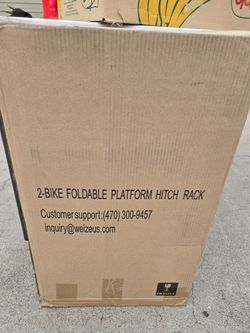 2-BIKE FOLDABLE PLATFORM HITCH RACK
Customer support:(470) 300-9457
inquiry@weizeus.com